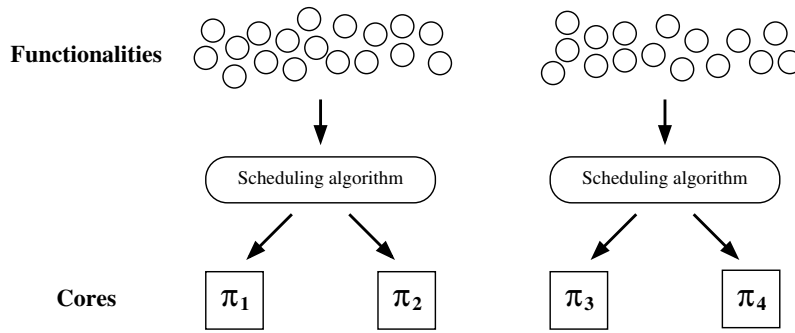 Functionalities
Scheduling algorithm Scheduling algorithm
Cores π1 π2 π3 π4